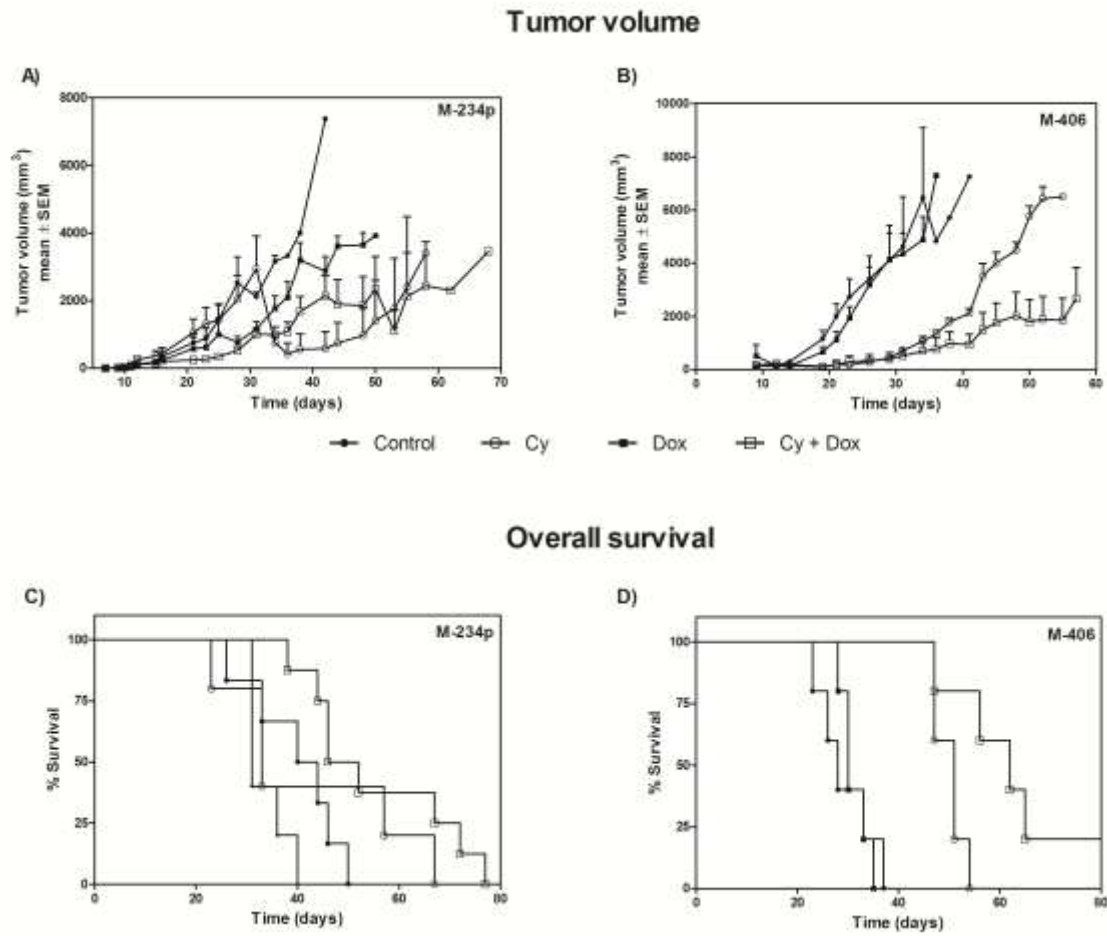 Tumor volume
A)
M-234p
Tumor volume (mm³)
mean ± SEM
8000
6000
4000
2000
0
10
20
30
40
50
60
70
Time (days)
B)
M-406
Tumor volume (mm³)
mean ± SEM
10000
8000
6000
4000
2000
0
0
10
20
30
40
50
60
Time (days)
Control Cy Dox Cy + Dox
Overall survival
C)
M-234p
% Survival
100
75
50
25
0
0
20
40
60
80
Time (days)
D)
M-406
% Survival
100
75
50
25
0
0
20
40
60
80
Time (days)